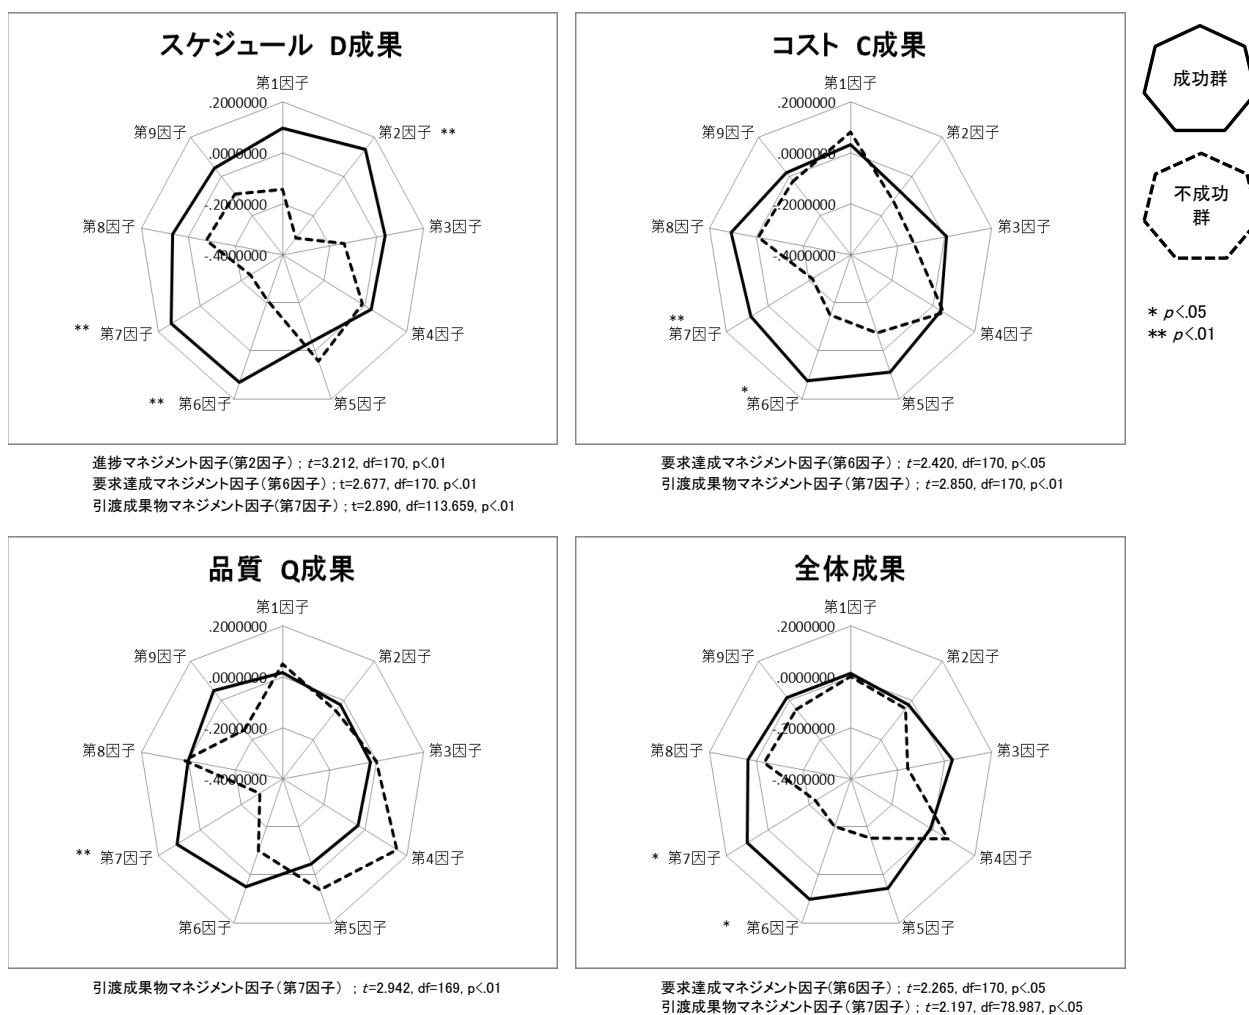 スケジュール D成果
第1因子
.2000000
第9因子
第2因子 **
.0000000
-.2000000
第8因子
第3因子
-.4000000
** 第7因子
第4因子
** 第6因子
第5因子
進捗マネジメント因子(第2因子) ; t=3.212, df=170, p<.01
要求達成マネジメント因子(第6因子) ; t=2.677, df=170. p<.01
引渡成果物マネジメント因子(第7因子) ; t=2.890, df=113.659, p<.01
コスト C成果
第1因子
.2000000
第9因子
第2因子
.0000000
-.2000000
第8因子
第3因子
-.4000000
**
第7因子
第4因子
*
第6因子
第5因子
要求達成マネジメント因子(第6因子) ; t=2.420, df=170, p<.05
引渡成果物マネジメント因子(第7因子) ; t=2.850, df=170, p<.01
成功群
不成功
群
* p<.05
** p<.01
品質 Q成果
第1因子
.2000000
第9因子
第2因子
.0000000
-.2000000
第8因子
第3因子
-.4000000
** 第7因子
第4因子
第6因子
第5因子
引渡成果物マネジメント因子(第7因子) ; t=2.942, df=169, p<.01
全体成果
第1因子
.2000000
第9因子
第2因子
.0000000
-.2000000
第8因子
第3因子
-.4000000
* 第7因子
第4因子
* 第6因子
第5因子
要求達成マネジメント因子(第6因子) ; t=2.265, df=170, p<.05
引渡成果物マネジメント因子(第7因子) ; t=2.197, df=78.987, p<.05